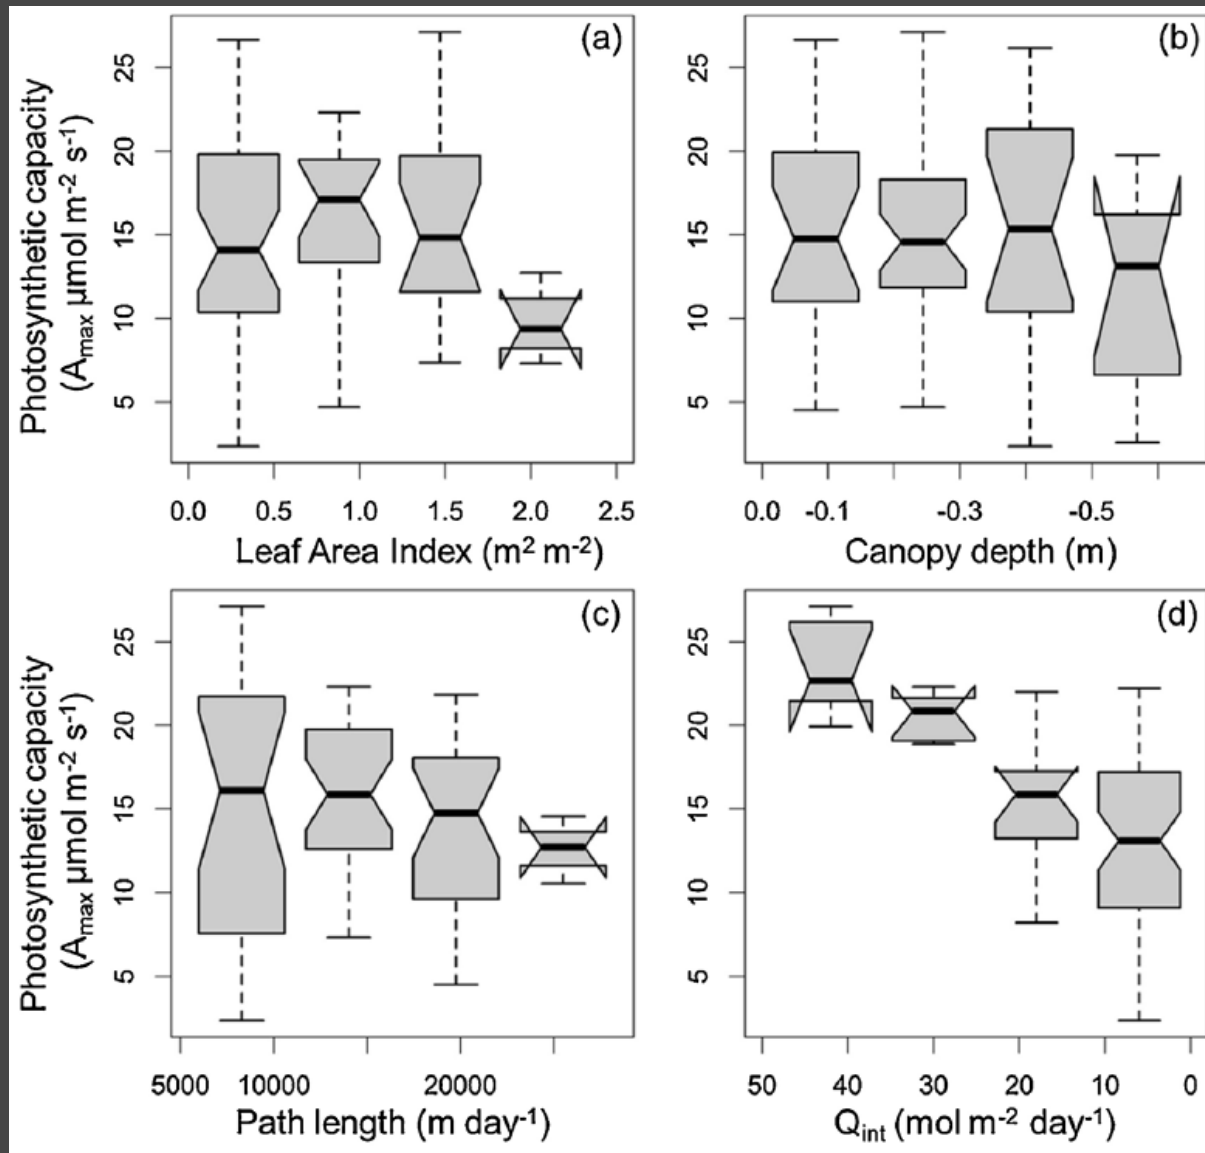 (a)
Photosynthetic capacity
(Amax µmol m-2 s-1)
25
20
15
10
5
0.0 0.5 1.0 1.5 2.0 2.5
Leaf Area Index (m2 m-2)
(b)
25
20
15
10
5
0.0 -0.1 -0.3 -0.5
Canopy depth (m)
(c)
Photosynthetic capacity
(Amax µmol m-2 s-1)
25
20
15
10
5
5000 10000 20000
Path length (m day-1)
(d)
25
20
15
10
5
50 40 30 20 10 0
Qint (mol m-2 day-1)